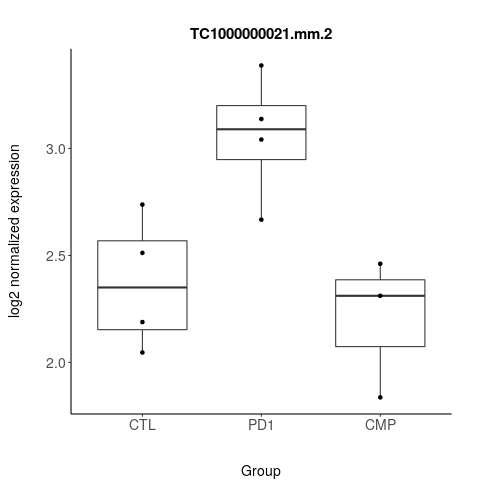 TC1000000021.mm.2
log2 normalized expression
3.0
2.5
2.0
CTL
PD1
CMP
Group